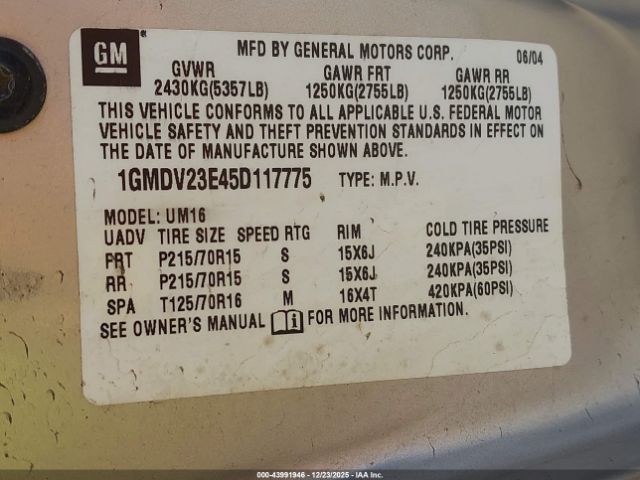 GM
MFD BY GENERAL MOTORS CORP. 06/04
GVWR GAWR FRT GAWR RR
2430KG(5357LB) 1250KG(2755LB) 1250KG(2755LB)
THIS VEHICLE CONFORMS TO ALL APPLICABLE U.S. FEDERAL MOTOR
VEHICLE SAFETY AND THEFT PREVENTION STANDARDS IN EFFECT ON
THE DATE OF MANUFACTURE SHOWN ABOVE.
1GMDV23E45D117775 TYPE: M.P.V.
MODEL: UM16
UADV TIRE SIZE SPEED RTG RIM COLD TIRE PRESSURE
PRT P215/70R15 S 15X6J 240KPA(35PSI)
RR P215/70R15 S 15X6J 240KPA(35PSI)
SPA T125/70R16 M 16X4T 420KPA(60PSI)
SEE OWNER'S MANUAL i FOR MORE INFORMATION.
000-43991946 - 12/23/2025 - www.iaai.com